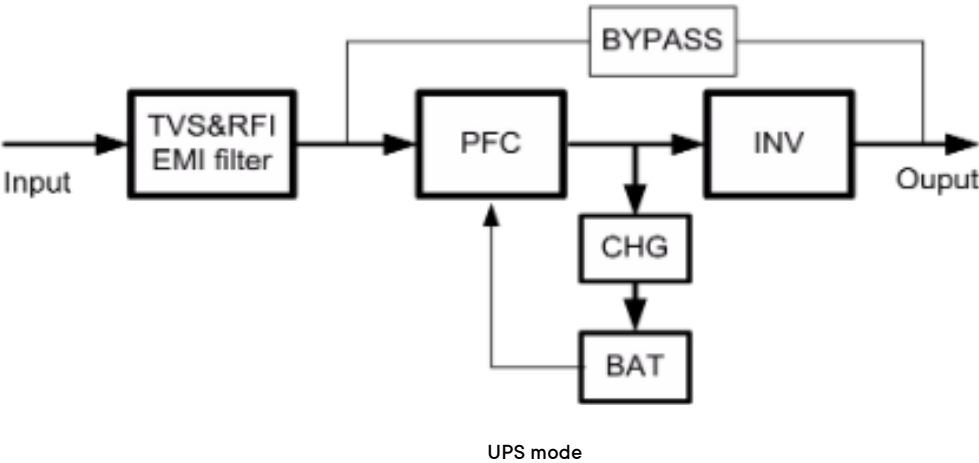 BYPASS
TVS&RFI
EMI filter
PFC
INV
Input
Ouput
CHG
BAT
UPS mode